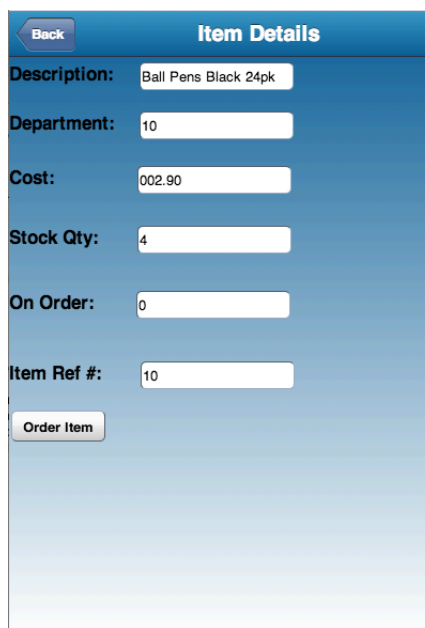 Back Item Details
Description: Ball Pens Black 24pk
Department: 10
Cost: 002.90
Stock Qty: 4
On Order: 0
Item Ref #: 10
Order Item